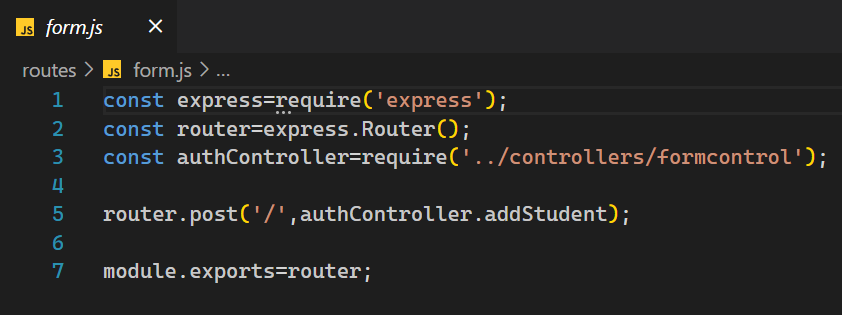 JS form.js ×
routes > JS form.js > ...
1 const express=require('express');
2 const router=express.Router();
3 const authController=require('../controllers/formcontrol');
4
5 router.post('/',authController.addStudent);
6
7 module.exports=router;